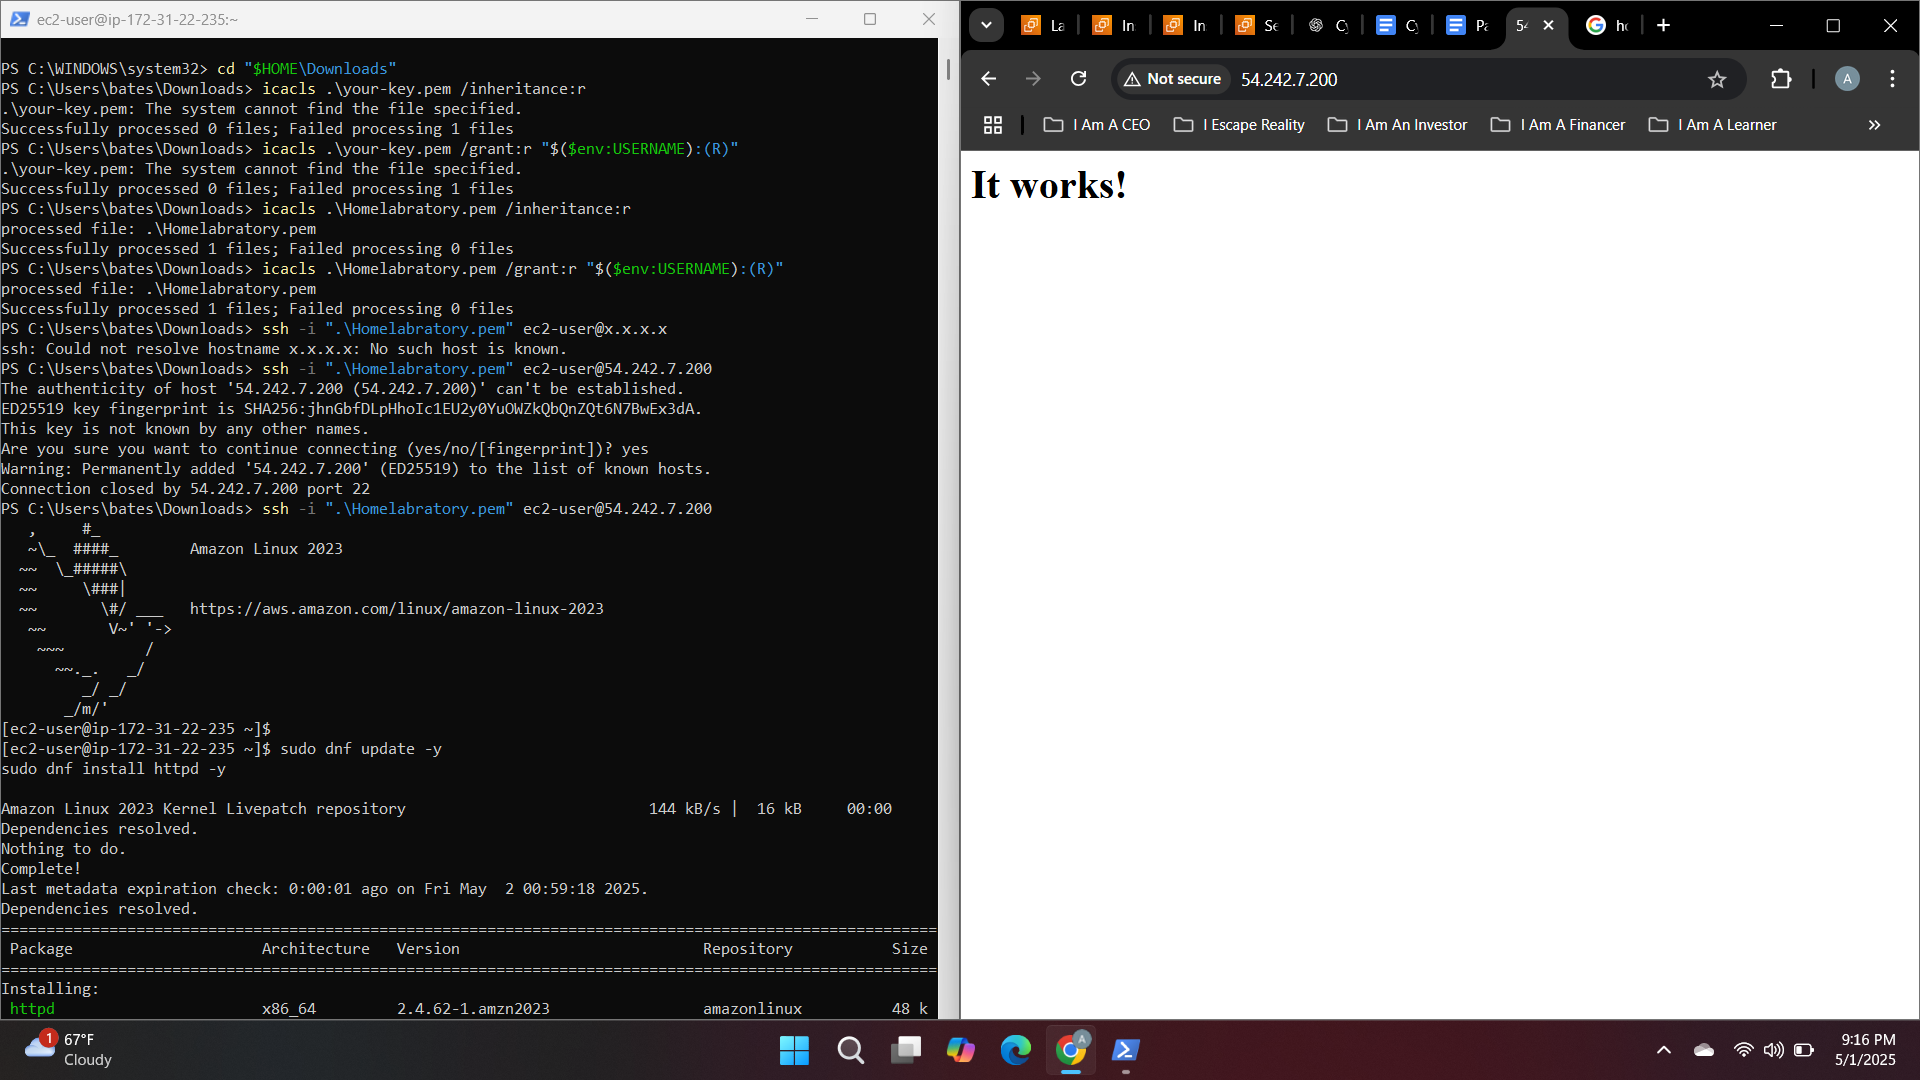 ec2-user@ip-172-31-22-235:~
PS C:\WINDOWS\system32> cd "$HOME\Downloads"
PS C:\Users\bates\Downloads> icacls .\your-key.pem /inheritance:r
.\your-key.pem: The system cannot find the file specified.
Successfully processed 0 files; Failed processing 1 files
PS C:\Users\bates\Downloads> icacls .\your-key.pem /grant:r "$($env:USERNAME):(R)"
.\your-key.pem: The system cannot find the file specified.
Successfully processed 0 files; Failed processing 1 files
PS C:\Users\bates\Downloads> icacls .\Homelabratory.pem /inheritance:r
processed file: .\Homelabratory.pem
Successfully processed 1 files; Failed processing 0 files
PS C:\Users\bates\Downloads> icacls .\Homelabratory.pem /grant:r "$($env:USERNAME):(R)"
processed file: .\Homelabratory.pem
Successfully processed 1 files; Failed processing 0 files
PS C:\Users\bates\Downloads> ssh -i ".\Homelabratory.pem" ec2-user@x.x.x.x
ssh: Could not resolve hostname x.x.x.x: No such host is known.
PS C:\Users\bates\Downloads> ssh -i ".\Homelabratory.pem" ec2-user@54.242.7.200
The authenticity of host '54.242.7.200 (54.242.7.200)' can't be established.
ED25519 key fingerprint is SHA256:jhnGbfDLpHhoIc1EU2y0YuOWZkQbQnZQt6N7BwEx3dA.
This key is not known by any other names.
Are you sure you want to continue connecting (yes/no/[fingerprint])? yes
Warning: Permanently added '54.242.7.200' (ED25519) to the list of known hosts.
Connection closed by 54.242.7.200 port 22
PS C:\Users\bates\Downloads> ssh -i ".\Homelabratory.pem" ec2-user@54.242.7.200
   ,     #_
   ~\_  ####_        Amazon Linux 2023
  ~~  \_#####\
  ~~     \###|
  ~~       \#/ ___   https://aws.amazon.com/linux/amazon-linux-2023
   ~~       V~' '->
    ~~~         /
      ~~._.   _/
         _/ _/
       _/m/'
[ec2-user@ip-172-31-22-235 ~]$
[ec2-user@ip-172-31-22-235 ~]$ sudo dnf update -y
sudo dnf install httpd -y
Amazon Linux 2023 Kernel Livepatch repository 144 kB/s | 16 kB 00:00
Dependencies resolved.
Nothing to do.
Complete!
Last metadata expiration check: 0:00:01 ago on Fri May  2 00:59:18 2025.
Dependencies resolved.
Package Architecture Version Repository Size
Installing:
httpd x86_64 2.4.62-1.amzn2023 amazonlinux 48 k
La In In Se Cy Cy Pa 54 ho
Not secure 54.242.7.200 A
I Am A CEO I Escape Reality I Am An Investor I Am A Financer I Am A Learner »
It works!
1 67°F
Cloudy
A
9:16 PM
5/1/2025